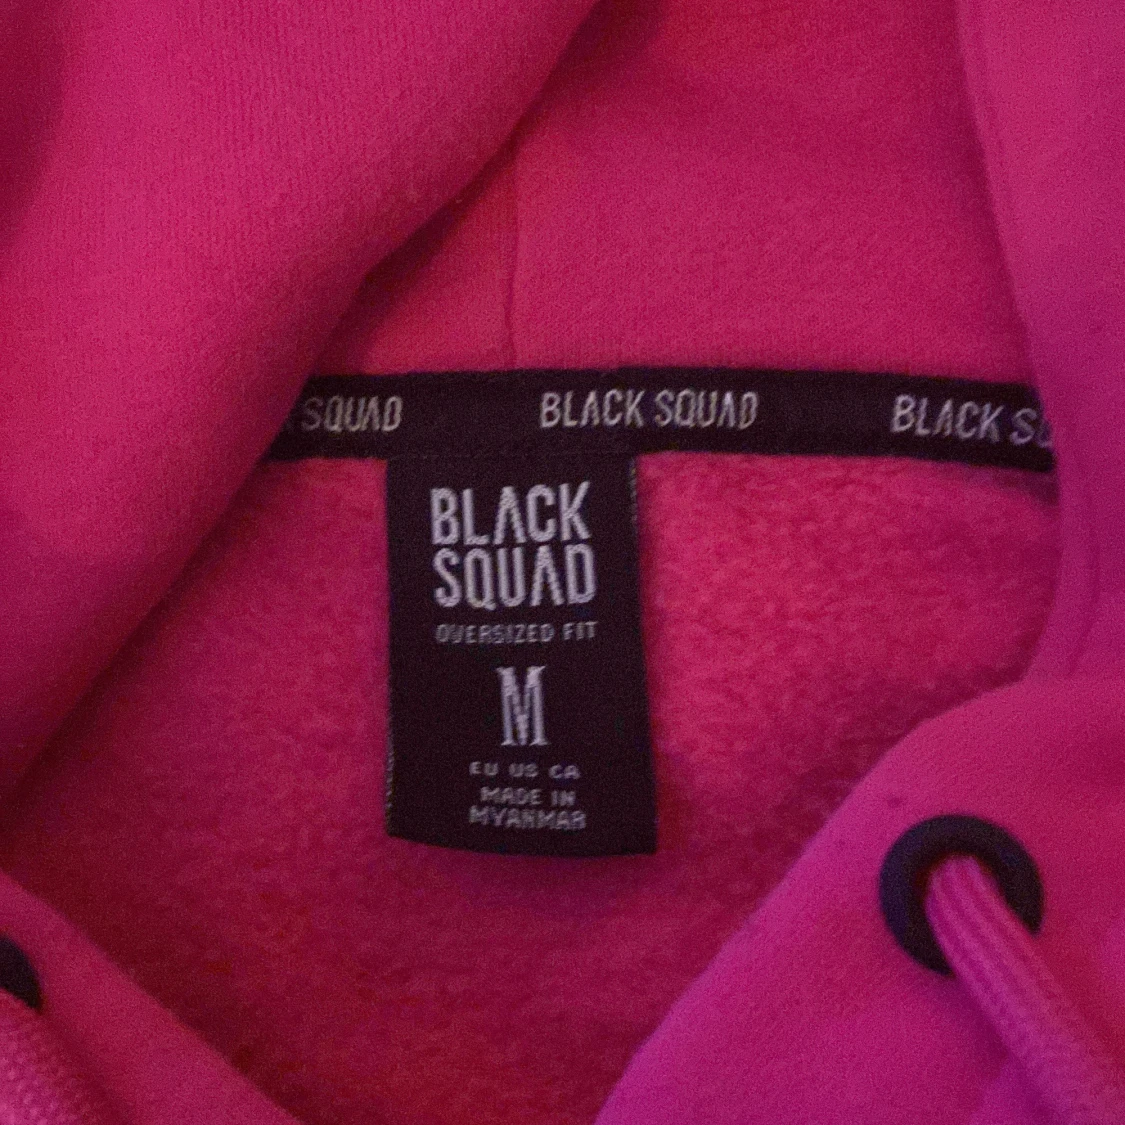 SQUAD BLACK SQUAD BLACK
BLACK
SQUAD
OVERSIZED FIT
M
EU US CA
MADE IN
MYANMAR